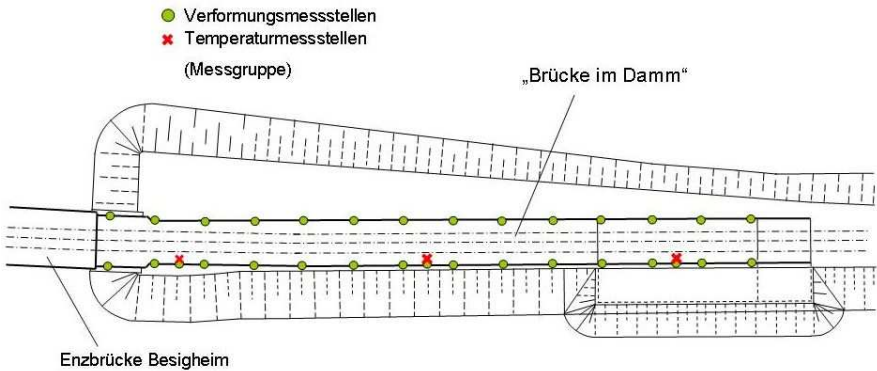 Verformungsmessstellen
Temperaturmessstellen
(Messgruppe)
„Brücke im Damm“
Enzbrücke Besigheim